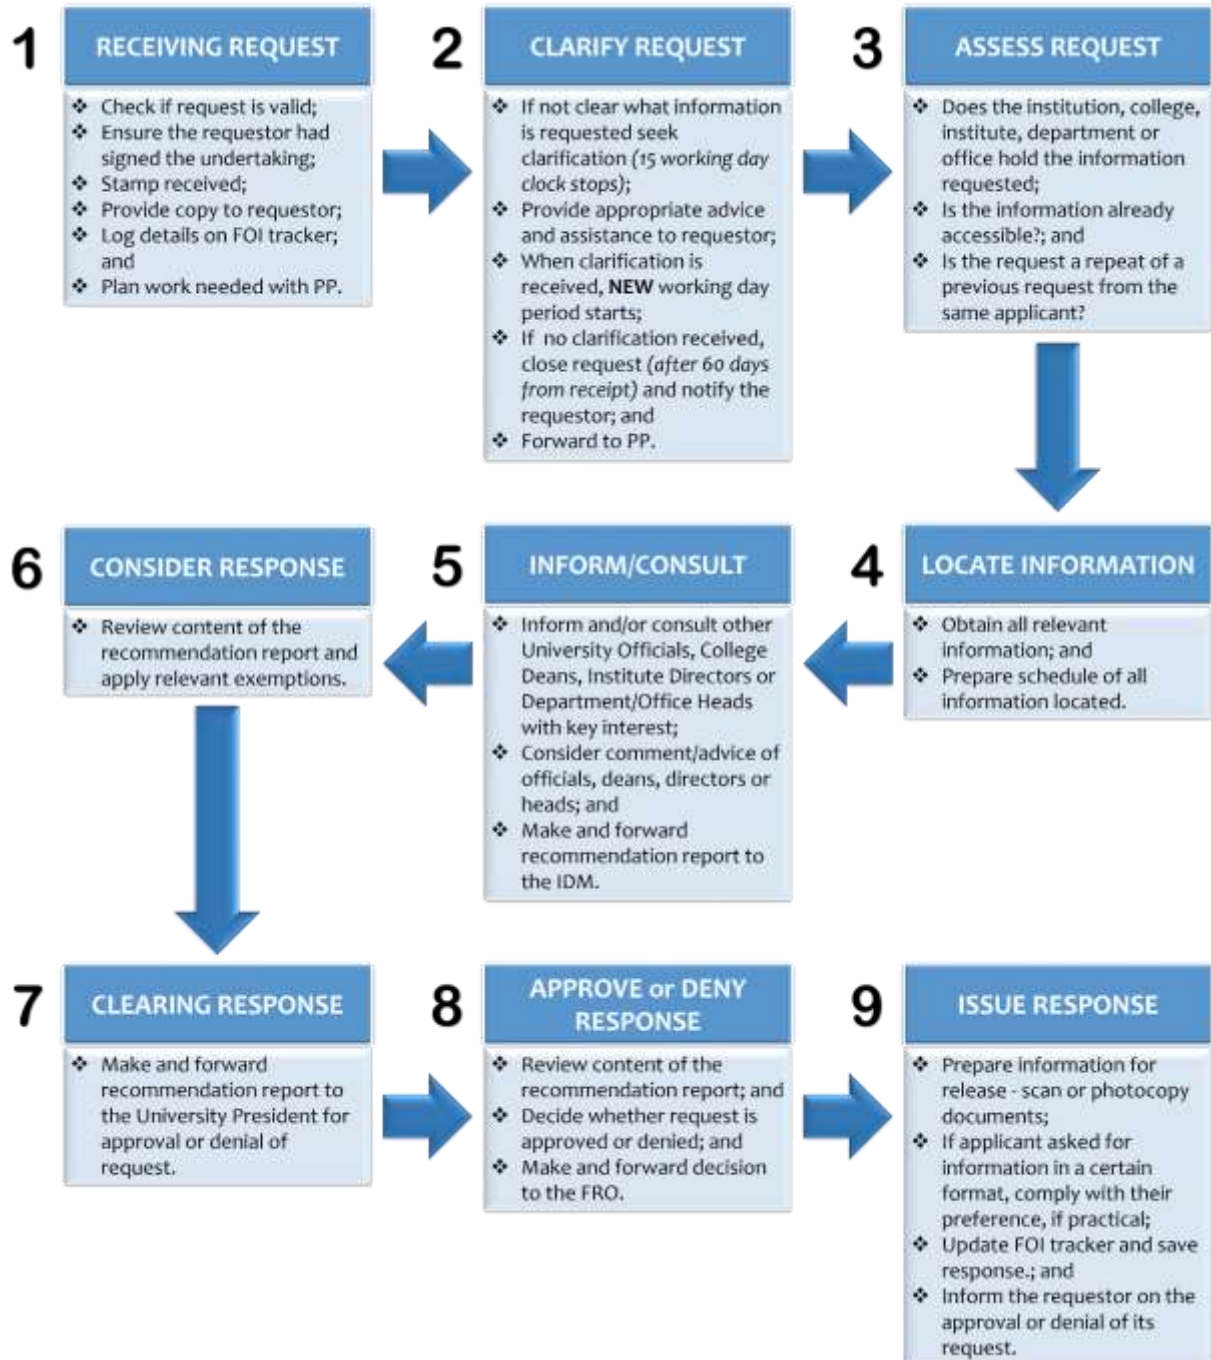 1
RECEIVING REQUEST
❖ Check if request is valid;
❖ Ensure the requestor had
signed the undertaking;
❖ Stamp received;
❖ Provide copy to requestor;
❖ Log details on FOI tracker;
and
❖ Plan work needed with PP.
2
CLARIFY REQUEST
❖ If not clear what information
is requested seek
clarification (15 working day
clock stops);
❖ Provide appropriate advice
and assistance to requestor;
❖ When clarification is
received, NEW working day
period starts;
❖ If no clarification received,
close request (after 60 days
from receipt) and notify the
requestor; and
❖ Forward to PP.
3
ASSESS REQUEST
❖ Does the institution, college,
institute, department or
office hold the information
requested;
❖ Is the information already
accessible?; and
❖ Is the request a repeat of a
previous request from the
same applicant?
4
LOCATE INFORMATION
❖ Obtain all relevant
information; and
❖ Prepare schedule of all
information located.
5
INFORM/CONSULT
❖ Inform and/or consult other
University Officials, College
Deans, Institute Directors or
Department/Office Heads
with key interest;
❖ Consider comment/advice of
officials, deans, directors or
heads; and
❖ Make and forward
recommendation report to
the IDM.
6
CONSIDER RESPONSE
❖ Review content of the
recommendation report and
apply relevant exemptions.
7
CLEARING RESPONSE
❖ Make and forward
recommendation report to
the University President for
approval or denial of
request.
8
APPROVE or DENY
RESPONSE
❖ Review content of the
recommendation report; and
❖ Decide whether request is
approved or denied; and
❖ Make and forward decision
to the FRO.
9
ISSUE RESPONSE
❖ Prepare information for
release - scan or photocopy
documents;
❖ If applicant asked for
information in a certain
format, comply with their
preference, if practical;
❖ Update FOI tracker and save
response.; and
❖ Inform the requestor on the
approval or denial of its
request.